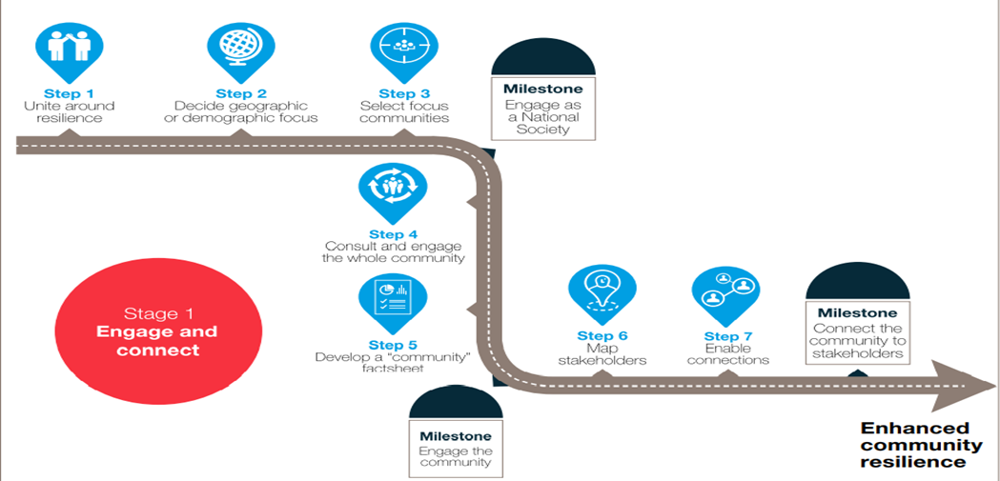 Step 1
Unite around
resilience
Step 2
Decide geographic
or demographic focus
Step 3
Select focus
communities
Milestone
Engage as
a National
Society
Step 4
Consult and engage
the whole community
Stage 1
Engage and
connect
Step 5
Develop a "community"
factsheet
Milestone
Engage the
community
Step 6
Map
stakeholders
Step 7
Enable
connections
Milestone
Connect the
community to
stakeholders
Enhanced
community
resilience